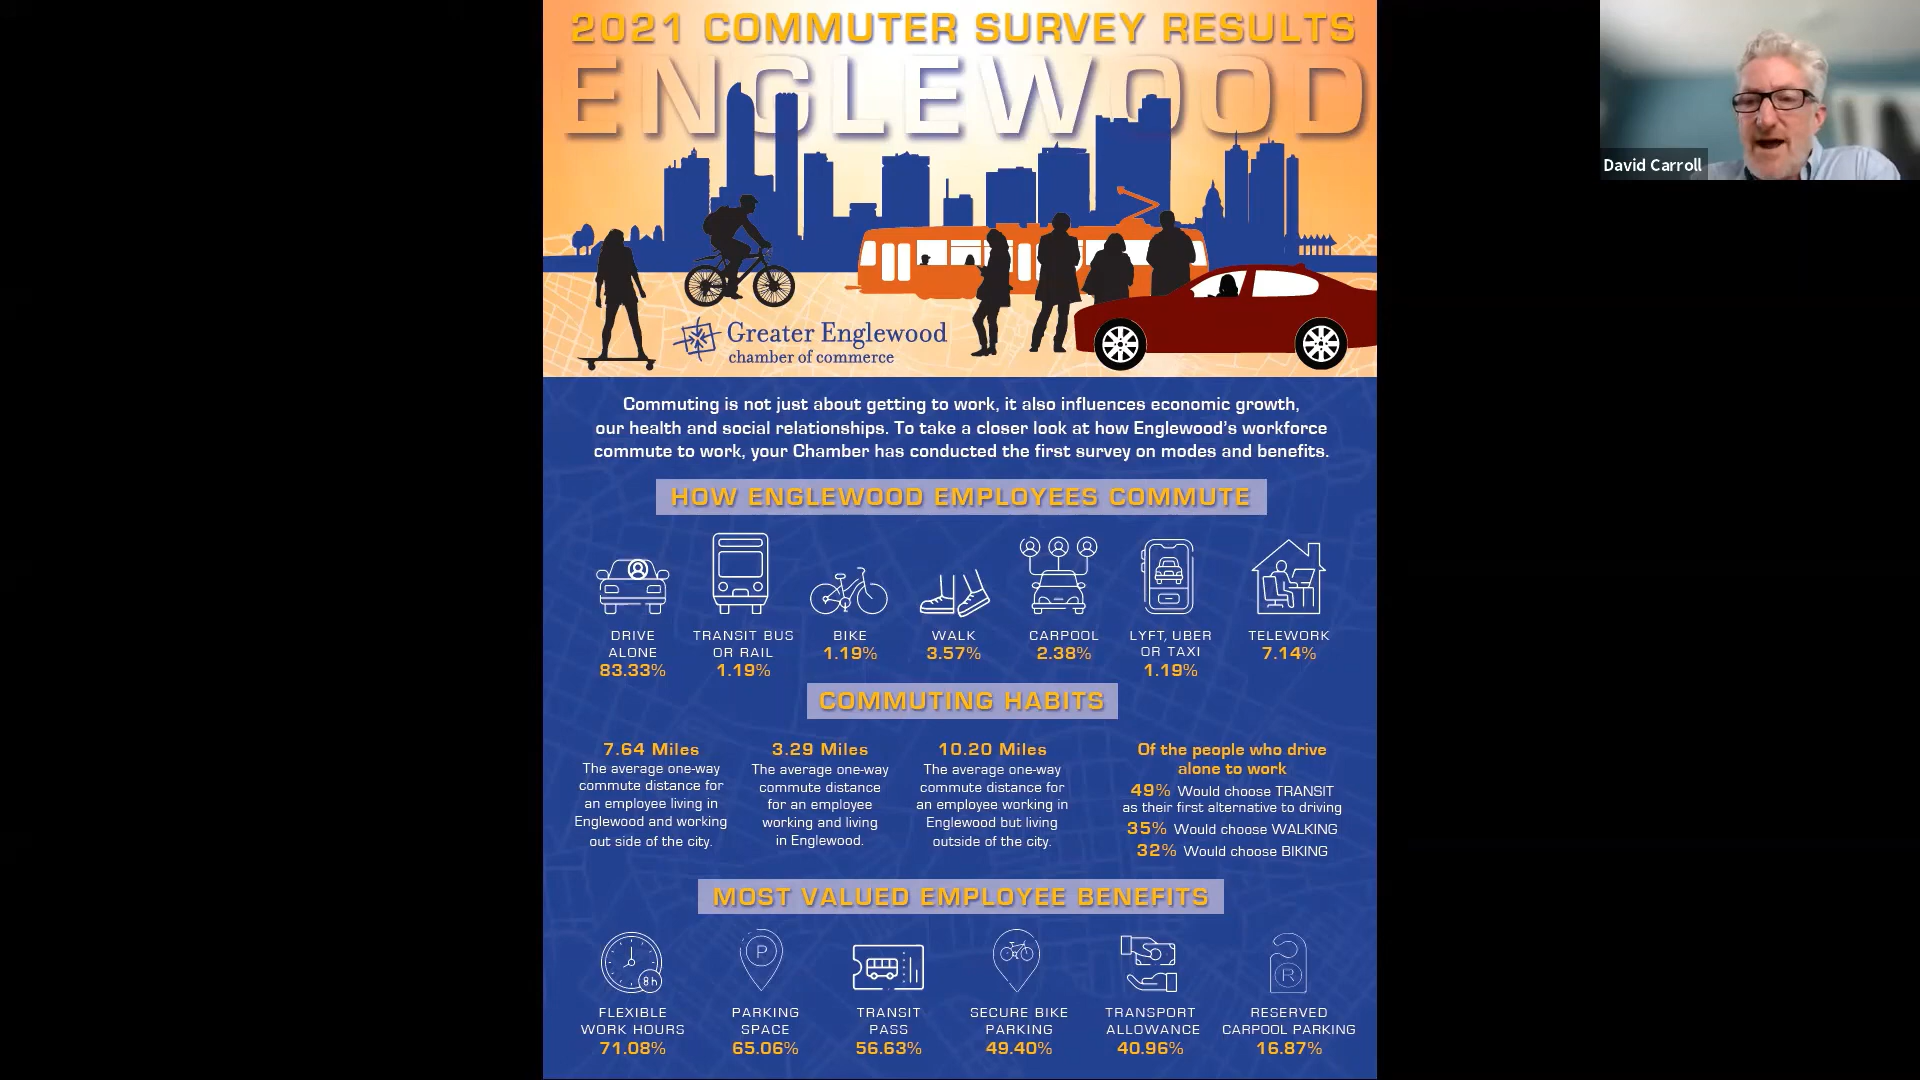 2021 COMMUTER SURVEY RESULTS
ENGLEWOOD
David Carroll
Greater Englewood
chamber of commerce
Commuting is not just about getting to work, it also influences economic growth,
our health and social relationships. To take a closer look at how Englewood's workforce
commute to work, your Chamber has conducted the first survey on modes and benefits.
HOW ENGLEWOOD EMPLOYEES COMMUTE
DRIVE
ALONE
83.33%
TRANSIT BUS
OR RAIL
1.19%
BIKE
1.19%
WALK
3.57%
CARPOOL
2.38%
LYFT, UBER
OR TAXI
1.19%
TELEWORK
7.14%
COMMUTING HABITS
7.64 Miles
The average one-way
commute distance for
an employee living in
Englewood and working
out side of the city.
3.29 Miles
The average one-way
commute distance
for an employee
working and living
in Englewood.
10.20 Miles
The average one-way
commute distance for
an employee working in
Englewood but living
outside of the city.
Of the people who drive
alone to work
49% Would choose TRANSIT
as their first alternative to driving
35% Would choose WALKING
32% Would choose BIKING
MOST VALUED EMPLOYEE BENEFITS
8h
FLEXIBLE
WORK HOURS
71.08%
P
PARKING
SPACE
65.06%
TRANSIT
PASS
56.63%
SECURE BIKE
PARKING
49.40%
TRANSPORT
ALLOWANCE
40.96%
R
RESERVED
CARPOOL PARKING
16.87%